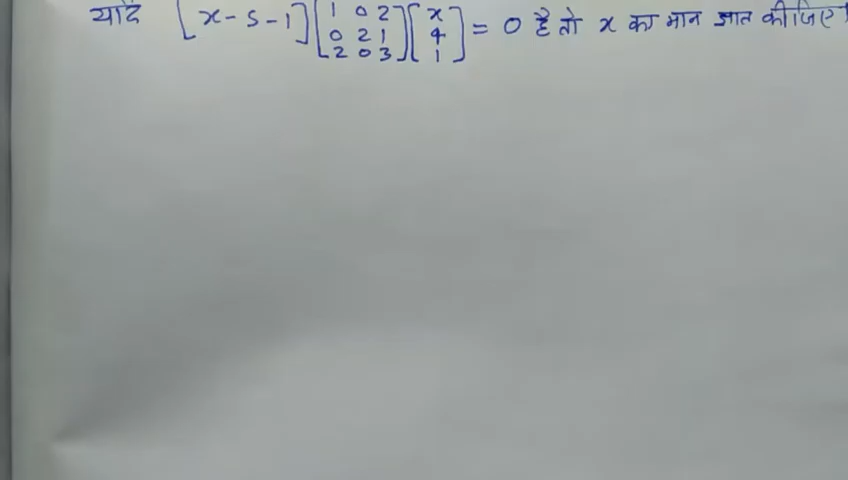 यदि [x - 5 - 1] [1 0 2 [x
0 2 1 4 = 0 है तो x का मान ज्ञात कीजिए
2 0 3] 1]